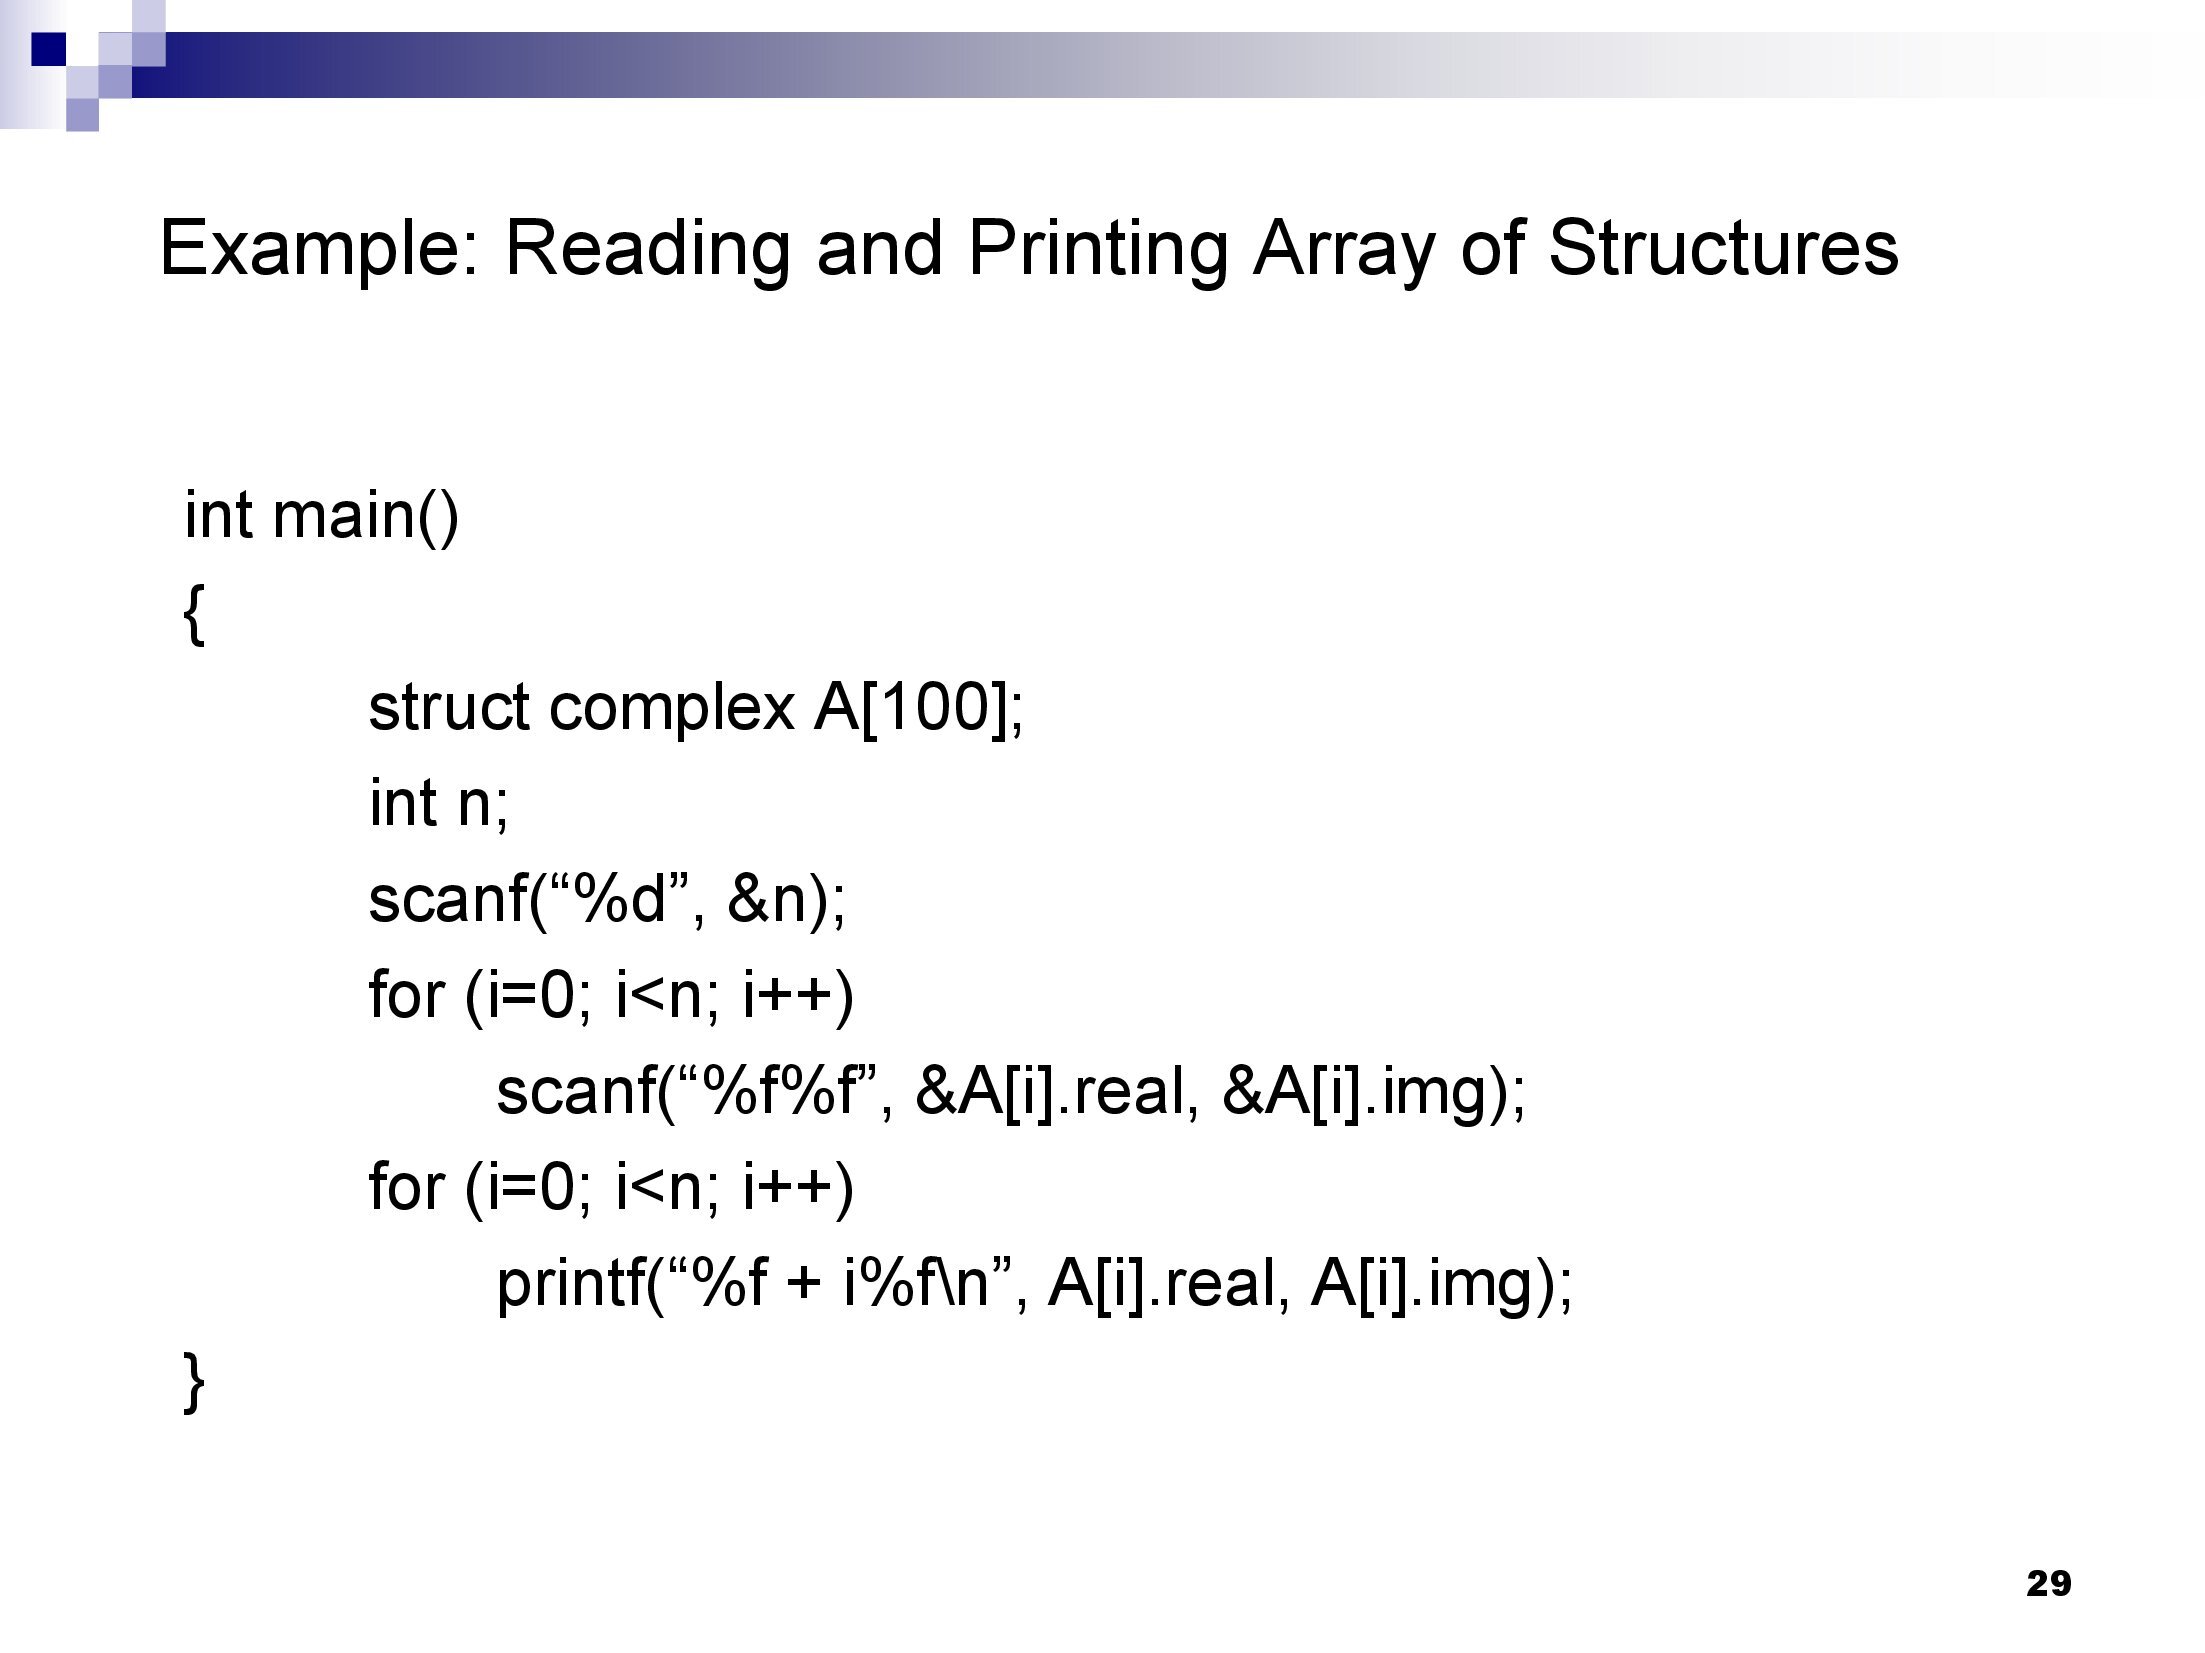 Example: Reading and Printing Array of Structures
int main()
{
struct complex A[100];
int n;
scanf(“%d”, &n);
for (i=0; i<n; i++)
scanf(“%f%f”, &A[i].real, &A[i].img);
for (i=0; i<n; i++)
printf(“%f + i%f\n”, A[i].real, A[i].img);
}
29